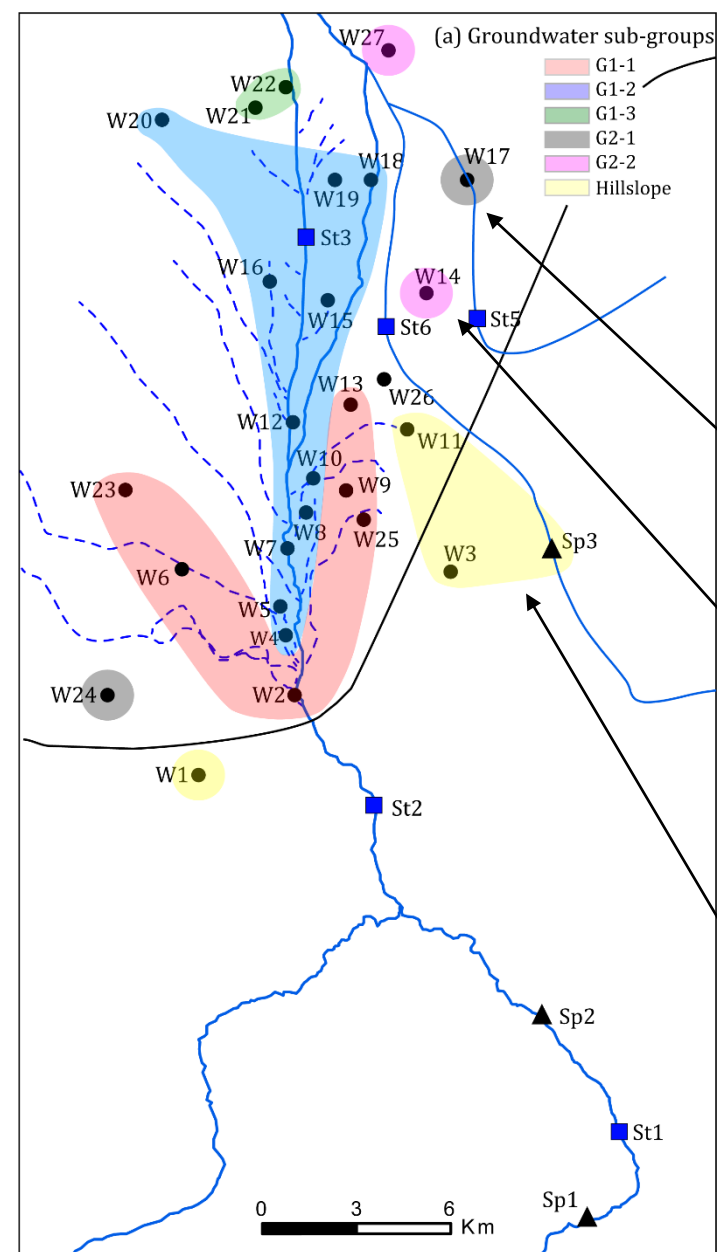 (a) Groundwater sub-groups
G1-1
G1-2
G1-3
G2-1
G2-2
Hillslope
W27
W22
W21
W20
W17
W18
W19
St3
W16
W14
W15
St6
St5
W26
W13
W12
W11
W10
W23
W9
W8
W25
W7
Sp3
W6
W3
W5
W4
W24
W2
W1
St2
Sp2
St1
Sp1
0 3 6
Km